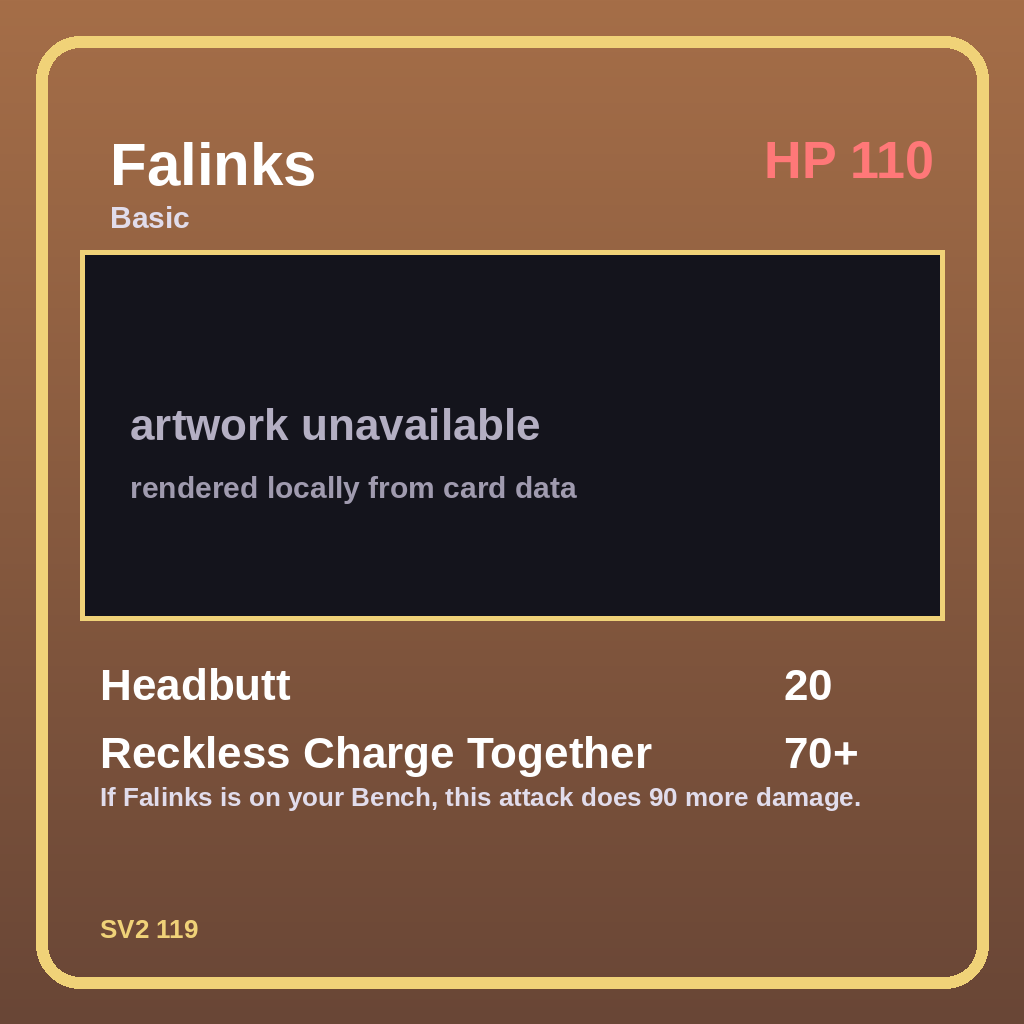 Falinks
HP 110
Basic
artwork unavailable
rendered locally from card data
Headbutt 20
Reckless Charge Together 70+
If Falinks is on your Bench, this attack does 90 more damage.
SV2 119